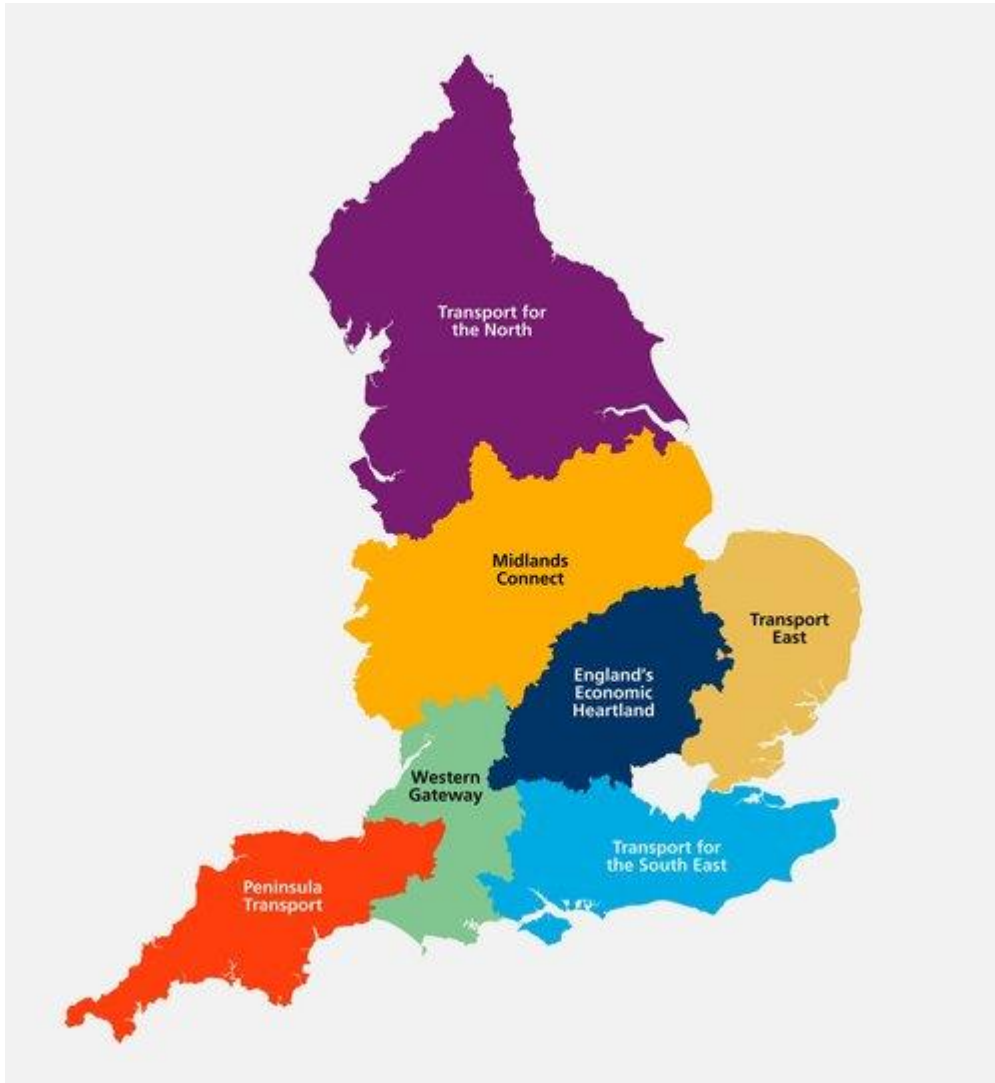 Transport for
the North
Midlands
Connect
Transport
East
England's
Economic
Heartland
Western
Gateway
Transport for
the South East
Peninsula
Transport